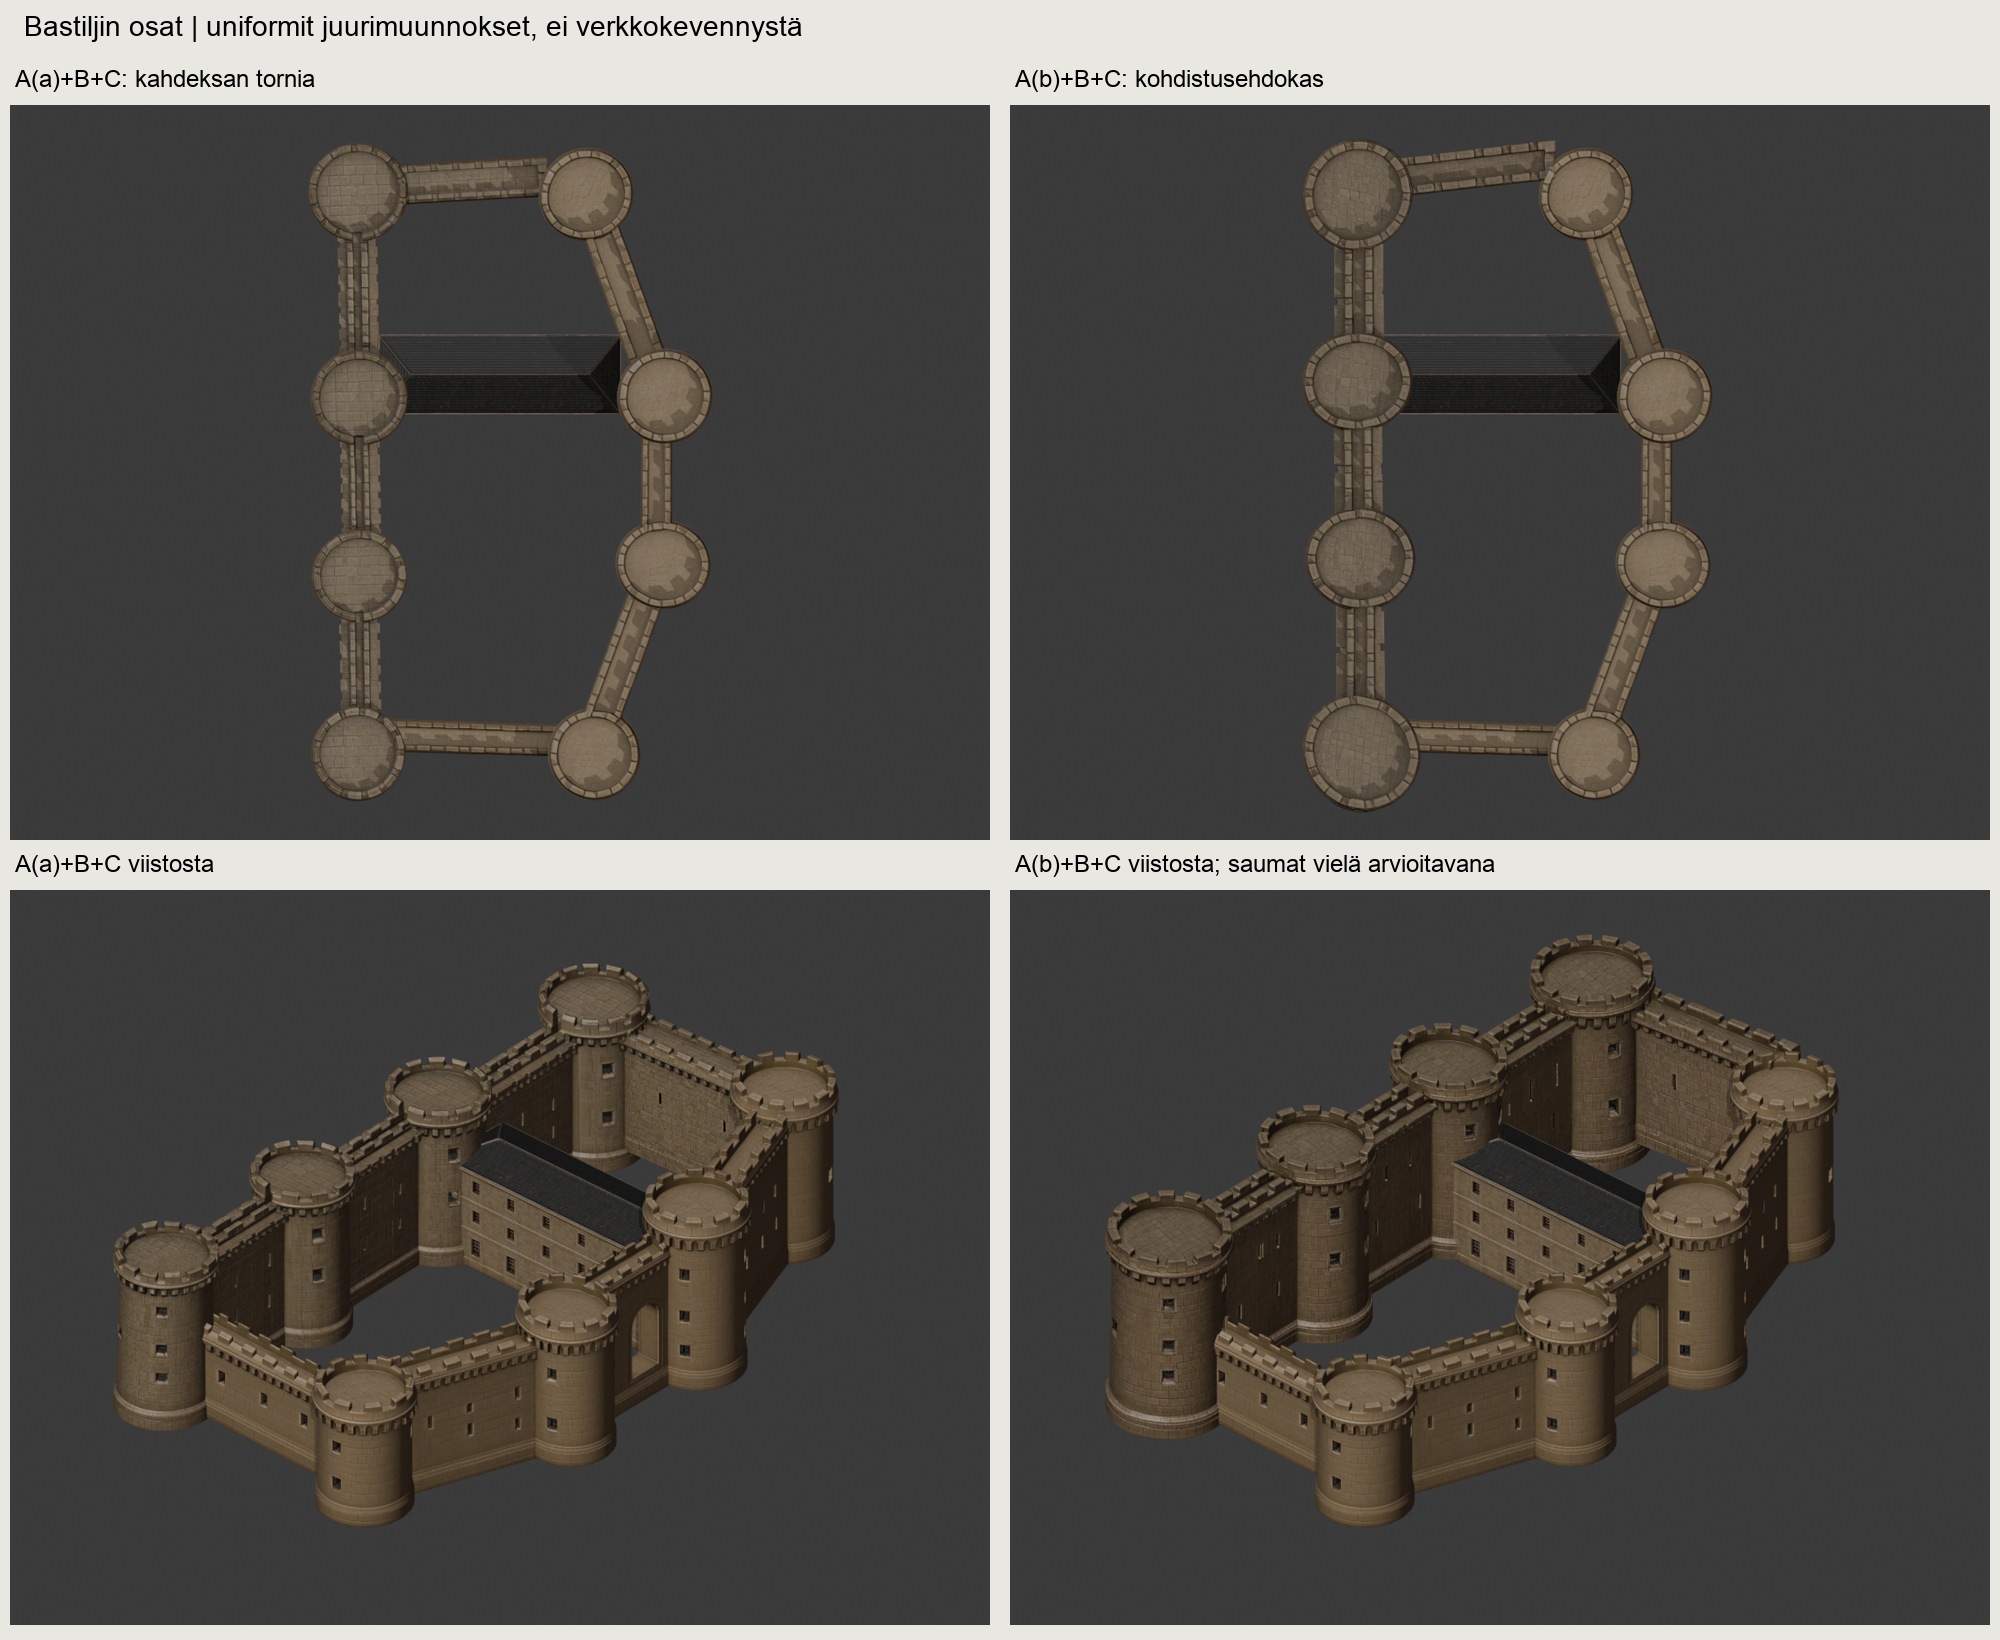 Bastiljin osat | uniformit juurimuunnokset, ei verkkokevennystä
A(a)+B+C: kahdeksan tornia
A(b)+B+C: kohdistusehdokas
A(a)+B+C viistosta
A(b)+B+C viistosta; saumat vielä arvioitavana